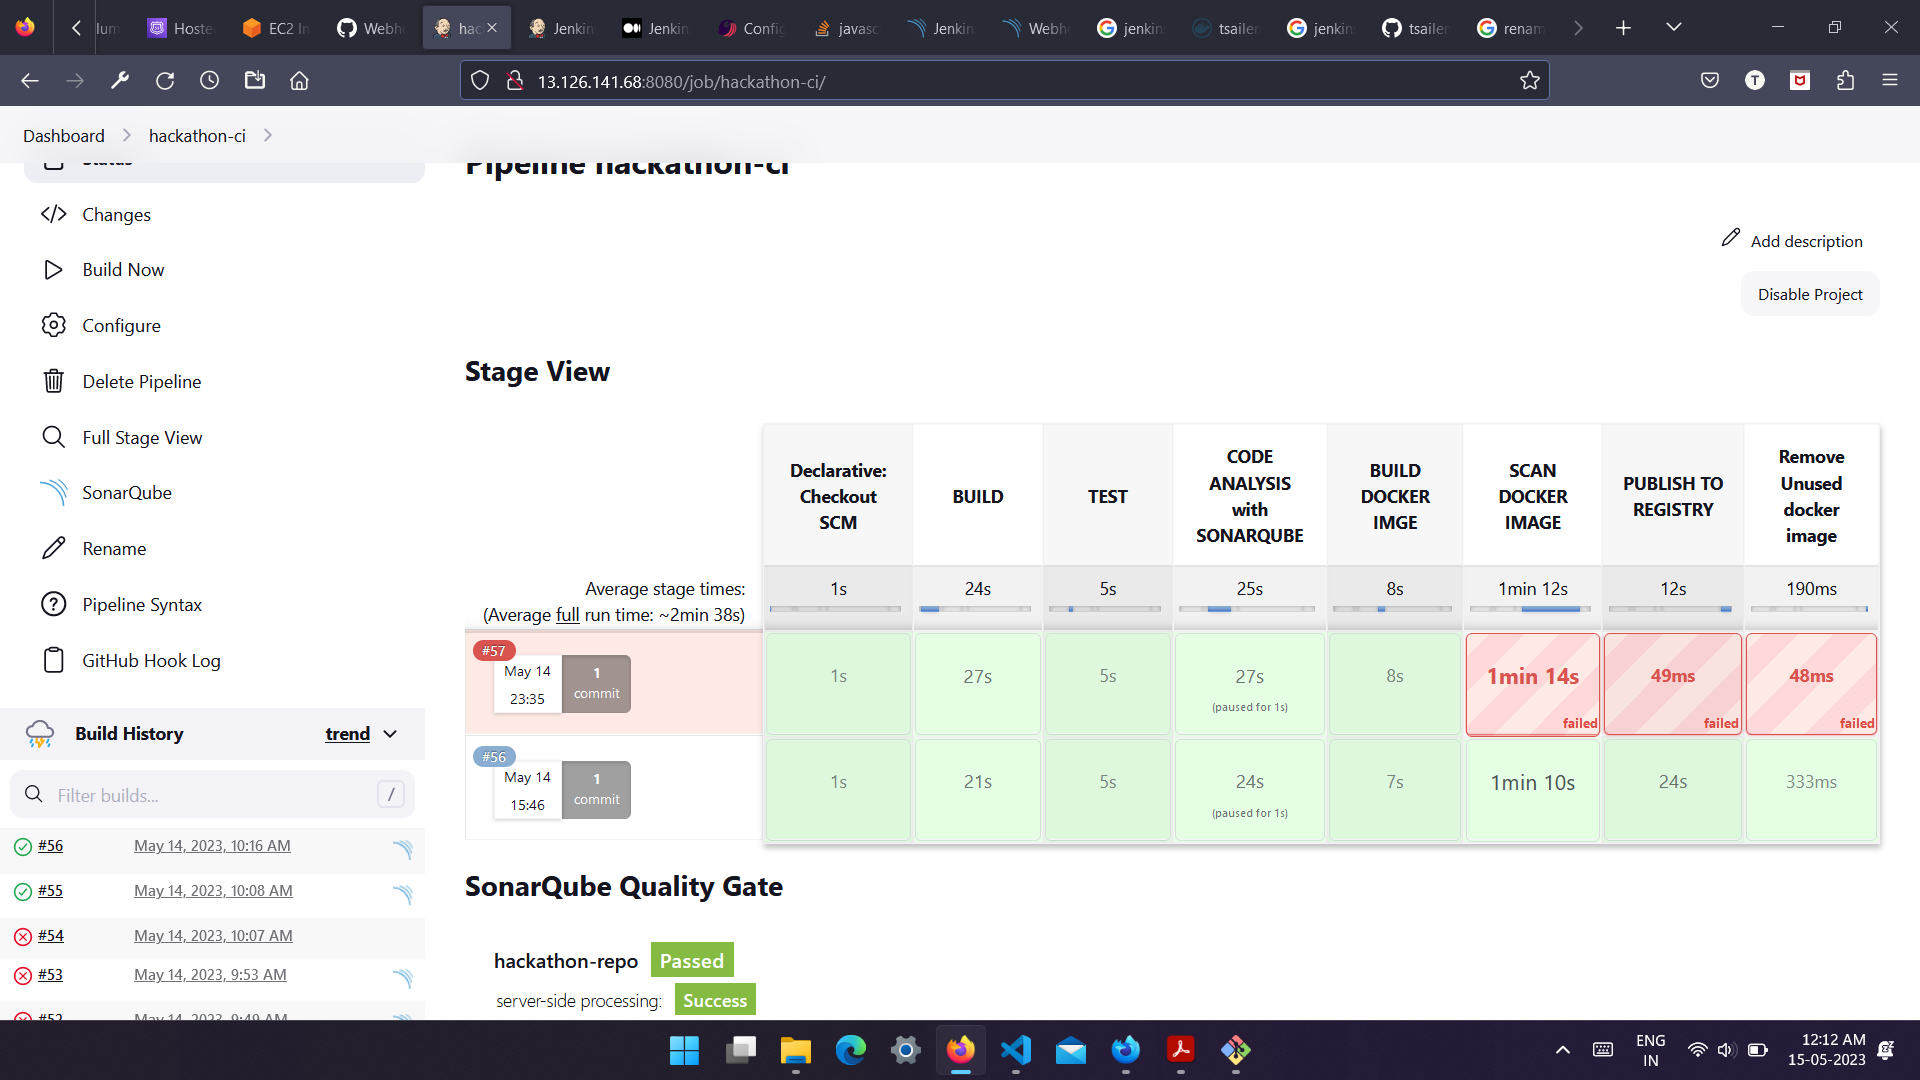 lum
Hoste
EC2 In
Webh
hac
Jenkin
Jenkin
Config
javasc
Jenkin
Webh
jenkin
tsailer
jenkin
tsailer
renam
13.126.141.68:8080/job/hackathon-ci/
Dashboard
hackathon-ci
Status
Changes
Build Now
Configure
Delete Pipeline
Full Stage View
SonarQube
Rename
Pipeline Syntax
GitHub Hook Log
Build History
trend
Filter builds...
/
#56 May 14, 2023, 10:16 AM
#55 May 14, 2023, 10:08 AM
#54 May 14, 2023, 10:07 AM
#53 May 14, 2023, 9:53 AM
#52 May 14, 2023, 9:49 AM
Pipeline hackathon-ci
Add description
Disable Project
Stage View
Declarative:
Checkout
SCM
BUILD
TEST
CODE
ANALYSIS
with
SONARQUBE
BUILD
DOCKER
IMGE
SCAN
DOCKER
IMAGE
PUBLISH TO
REGISTRY
Remove
Unused
docker
image
Average stage times:
(Average full run time: ~2min 38s)
1s 24s 5s 25s 8s 1min 12s 12s 190ms
#57
May 14
23:35
1
commit
1s
27s
5s
27s
(paused for 1s)
8s
1min 14s
failed
49ms
failed
48ms
failed
#56
May 14
15:46
1
commit
1s
21s
5s
24s
(paused for 1s)
7s
1min 10s
24s
333ms
SonarQube Quality Gate
hackathon-repo Passed
server-side processing: Success
ENG
IN
12:12 AM
15-05-2023